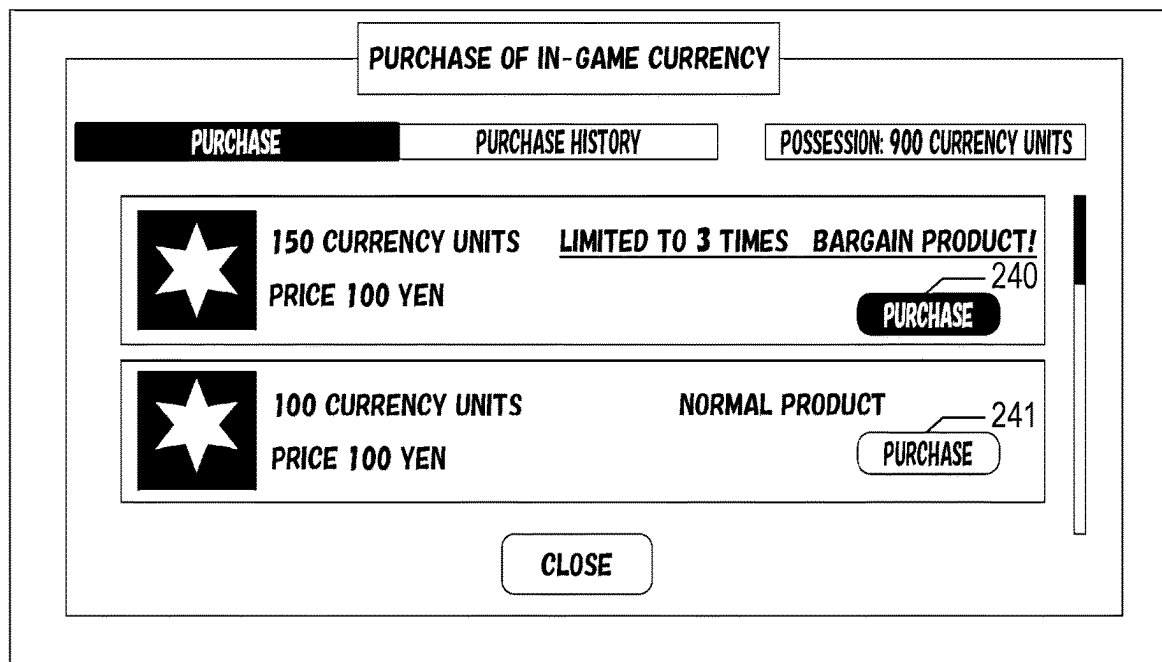 PURCHASE OF IN-GAME CURRENCY
PURCHASE PURCHASE HISTORY POSSESSION: 900 CURRENCY UNITS
150 CURRENCY UNITS LIMITED TO 3 TIMES BARGAIN PRODUCT!
240
PRICE 100 YEN
PURCHASE
100 CURRENCY UNITS NORMAL PRODUCT
241
PRICE 100 YEN PURCHASE
CLOSE